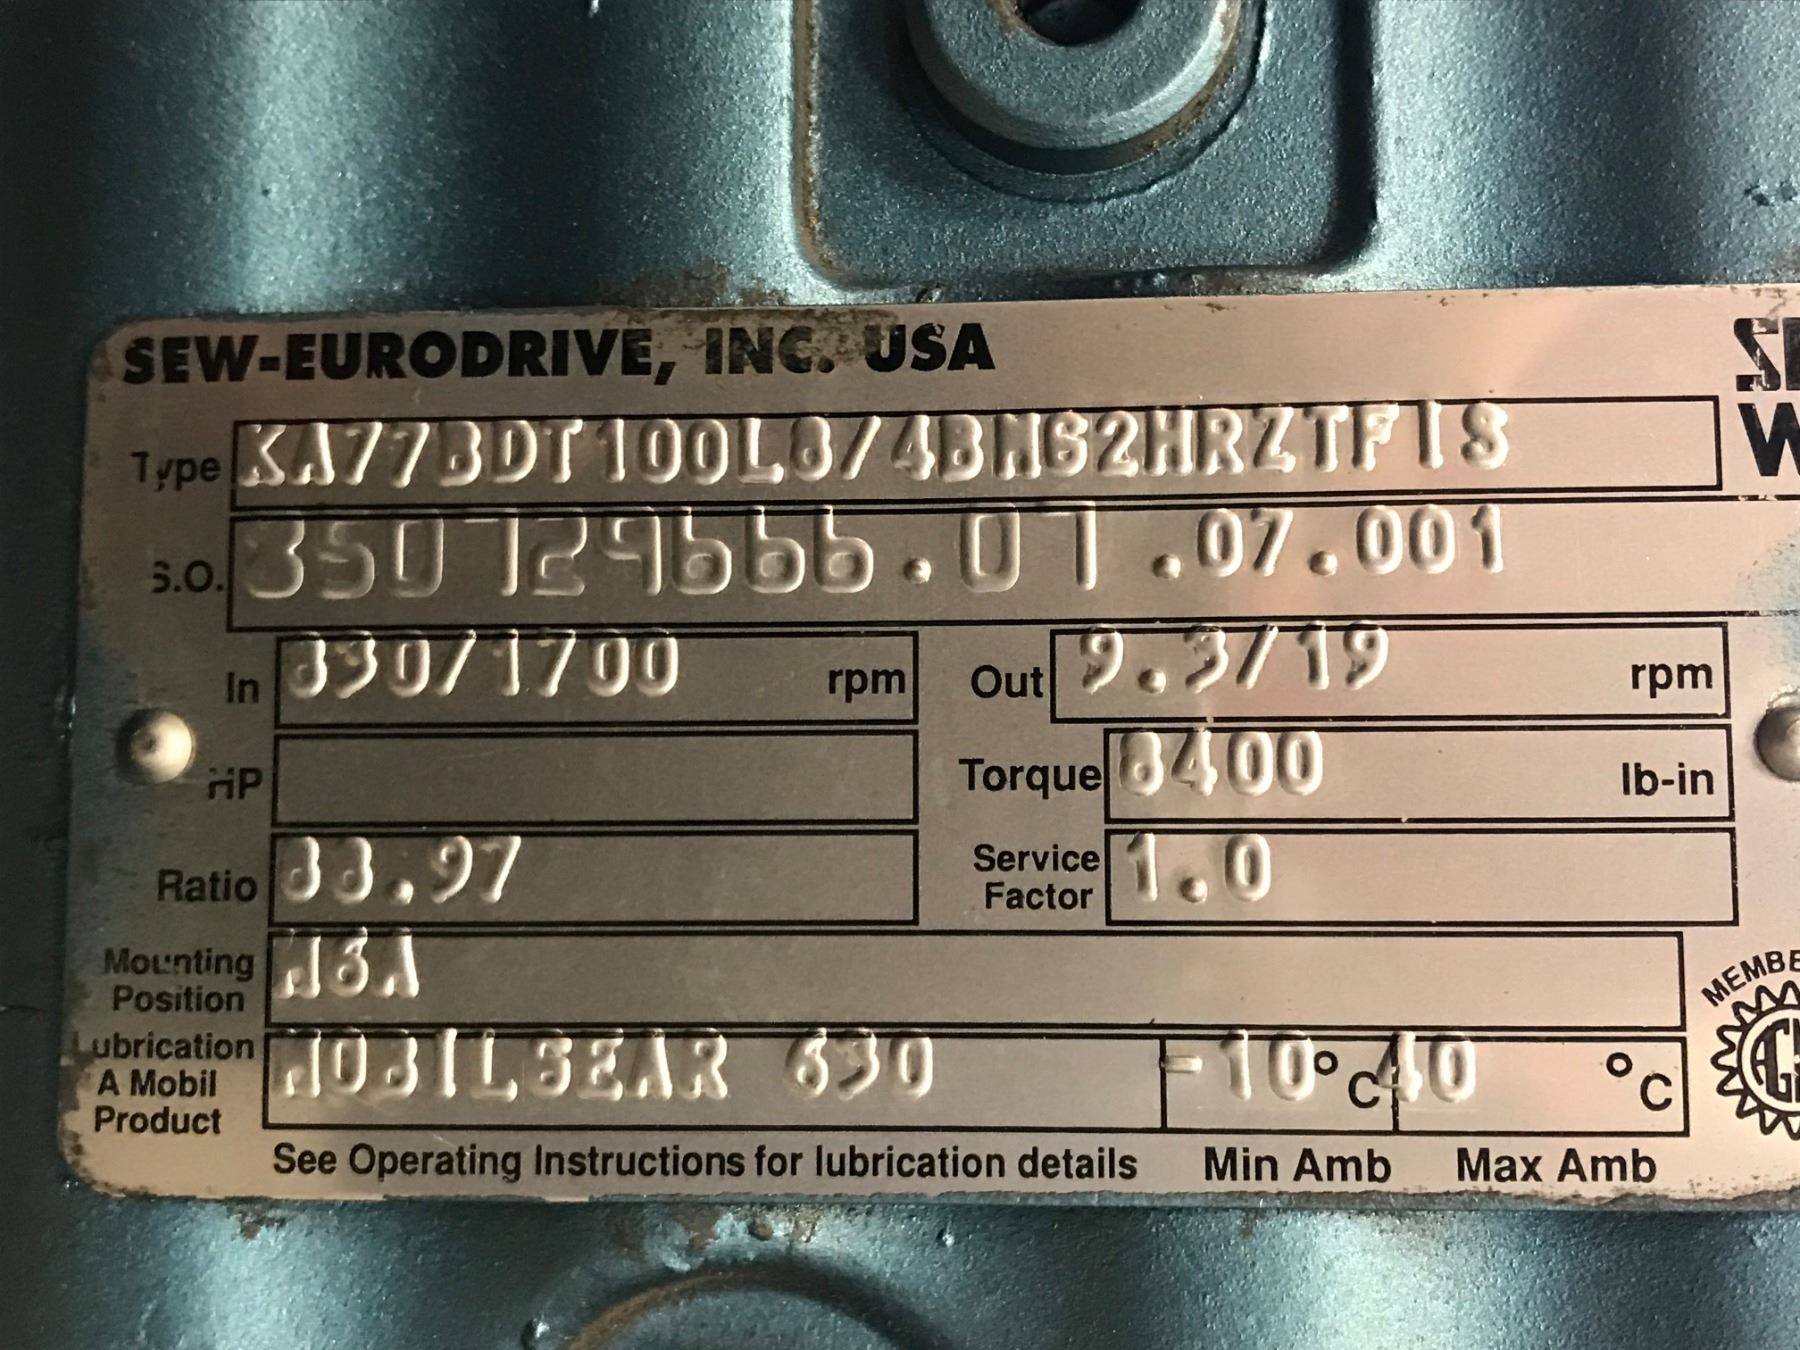 SEW-EURODRIVE, INC. USA
Type KA77BDT100L8/4BMG2HRZTFIS
S.O. 850729666.07.07.001
In 830/1700 rpm Out 9.3/19 rpm
HP Torque 8400 lb-in
Ratio 88.97 Service Factor 1.0
Mounting Position M6A
Lubrication A Mobil Product MOBILGEAR 630 -10°C 40 °C
See Operating Instructions for lubrication details Min Amb Max Amb